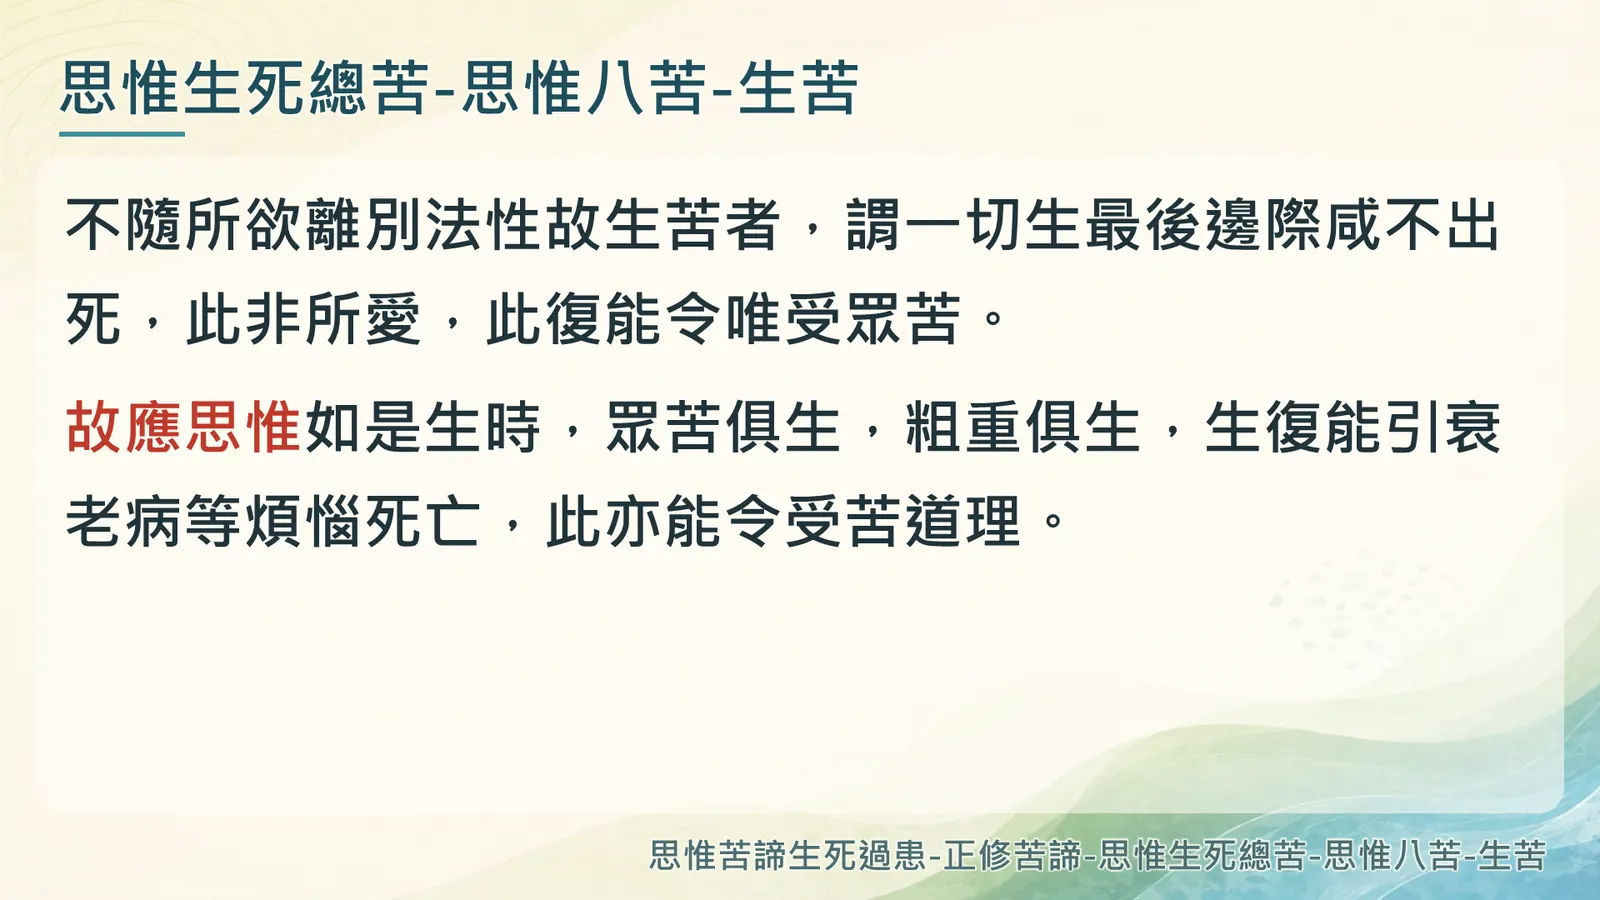 思惟生死總苦-思惟八苦-生苦
不隨所欲離別法性故生苦者，謂一切生最後邊際咸不出
死，此非所愛，此復能令唯受眾苦。
故應思惟如是生時，眾苦俱生，粗重俱生，生復能引衰
老病等煩惱死亡，此亦能令受苦道理。
思惟苦諦生死過患-正修苦諦-思惟生死總苦-思惟八苦-生苦